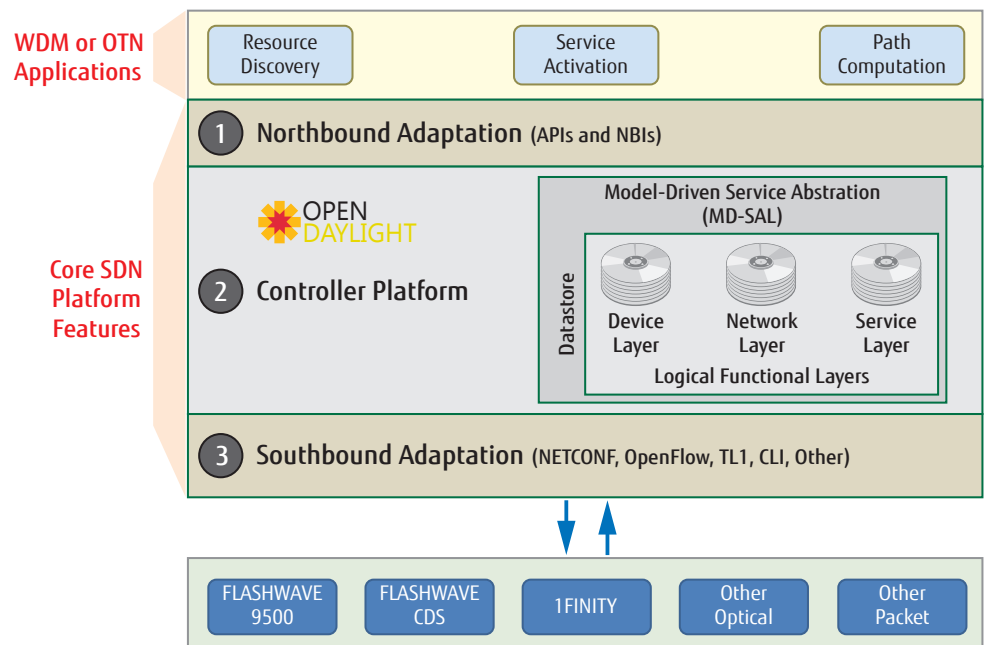 WDM or OTN
Applications
Resource
Discovery
Service
Activation
Path
Computation
Core SDN
Platform
Features
1 Northbound Adaptation (APIs and NBIs)
OPEN
DAYLIGHT
2 Controller Platform
Model-Driven Service Abstration
(MD-SAL)
Datastore
Device
Layer
Network
Layer
Service
Layer
Logical Functional Layers
3 Southbound Adaptation (NETCONF, OpenFlow, TL1, CLI, Other)
FLASHWAVE
9500
FLASHWAVE
CDS
1FINITY
Other
Optical
Other
Packet